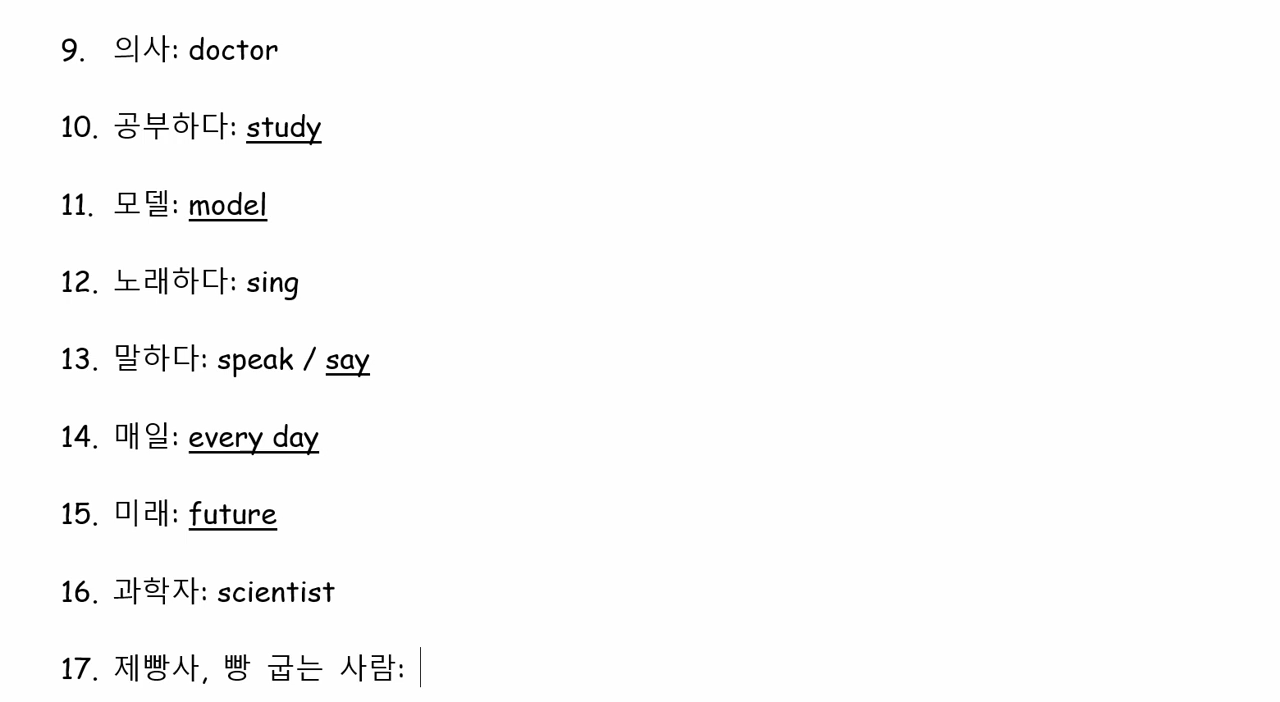 9. 의사: doctor
10. 공부하다: study
11. 모델: model
12. 노래하다: sing
13. 말하다: speak / say
14. 매일: every day
15. 미래: future
16. 과학자: scientist
17. 제빵사, 빵 굽는 사람: